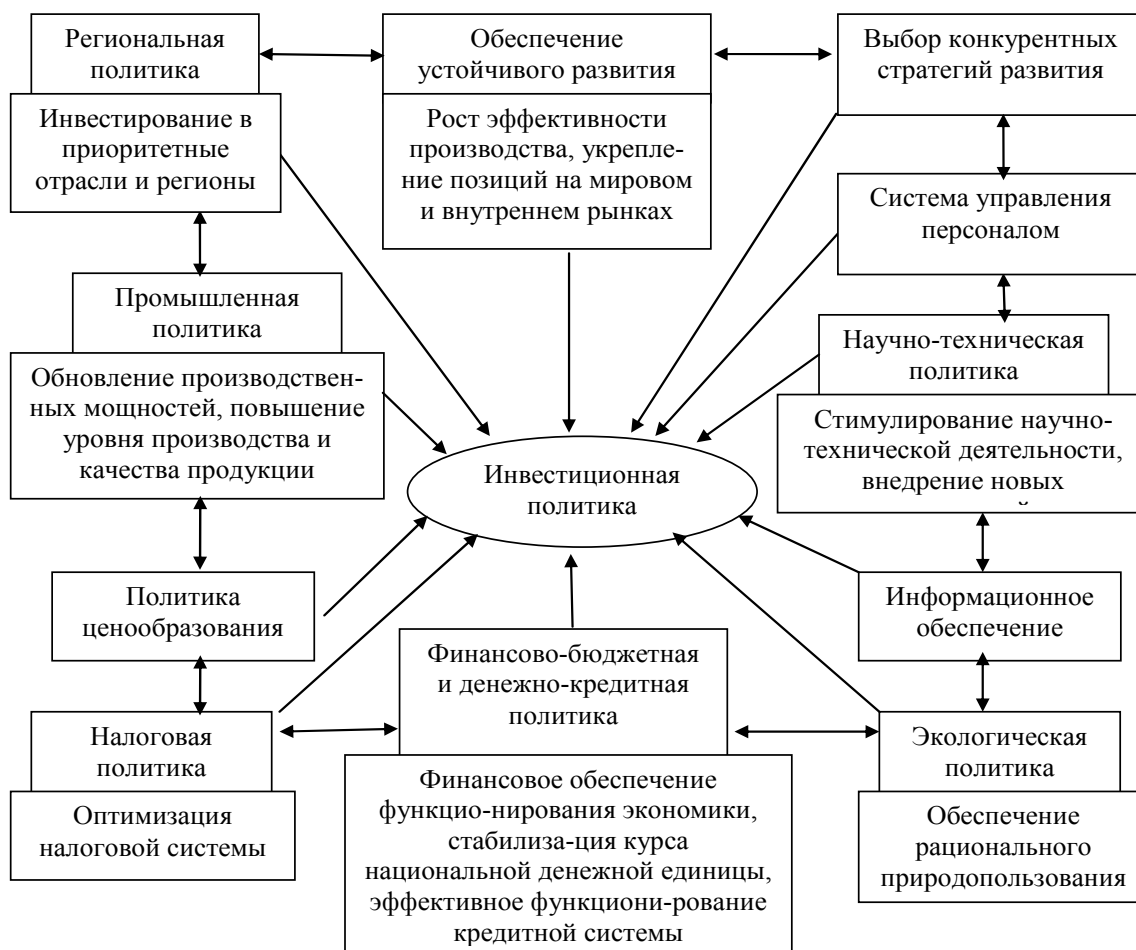 Региональная
политика
Инвестирование в
приоритетные
отрасли и регионы
Обеспечение
устойчивого развития
Рост эффективности
производства, укрепле-
ние позиций на мировом
и внутреннем рынках
Выбор конкурентных
стратегий развития
Система управления
персоналом
Промышленная
политика
Обновление производствен-
ных мощностей, повышение
уровня производства и
качества продукции
Научно-техническая
политика
Стимулирование научно-
технической деятельности,
внедрение новых
Инвестиционная
политика
Политика
ценообразования
Информационное
обеспечение
Налоговая
политика
Оптимизация
налоговой системы
Финансово-бюджетная
и денежно-кредитная
политика
Финансовое обеспечение
функцио-нирования экономики,
стабилиза-ция курса
национальной денежной единицы,
эффективное функциони-рование
кредитной системы
Экологическая
политика
Обеспечение
рационального
природопользования